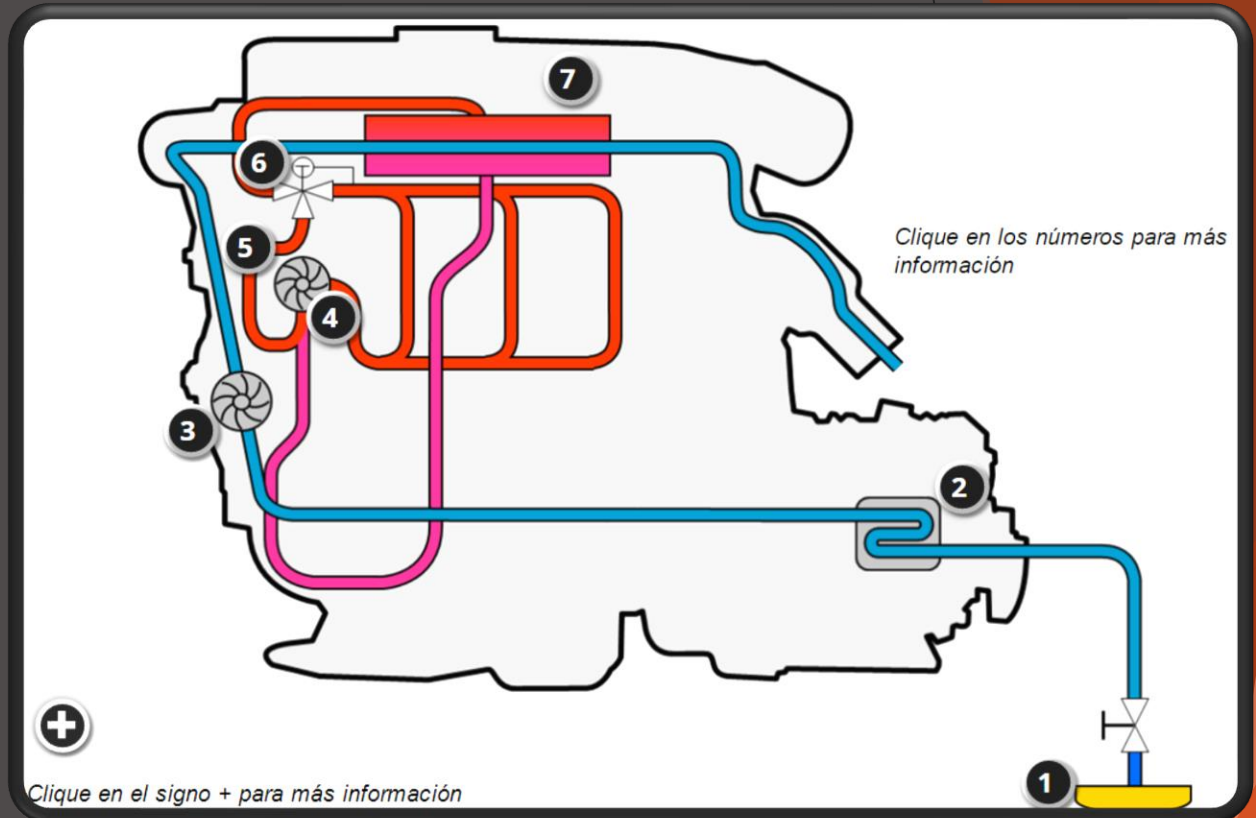 7
6
5
Clique en los números para más
información
4
3
2
1
Clique en el signo + para más información